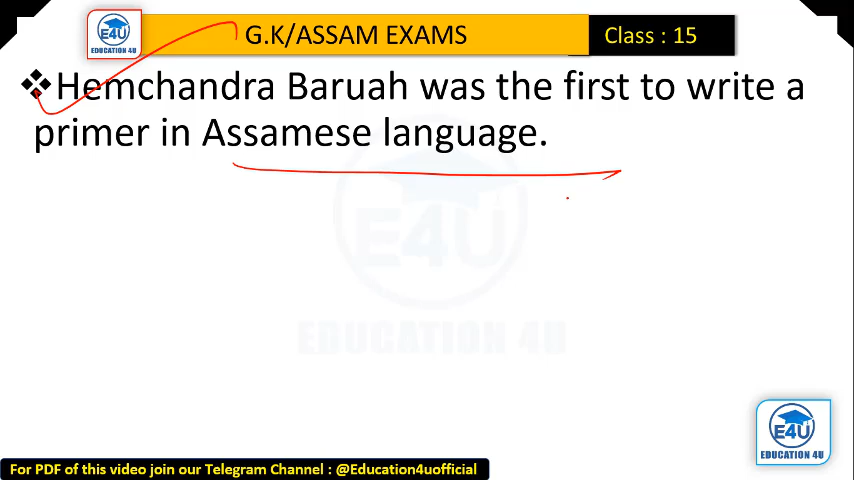 E4U
EDUCATION 4U
G.K/ASSAM EXAMS
Class : 15
❖Hemchandra Baruah was the first to write a
primer in Assamese language.
E4U
EDUCATION 4U
E4U
EDUCATION 4U
For PDF of this video join our Telegram Channel : @Education4uofficial